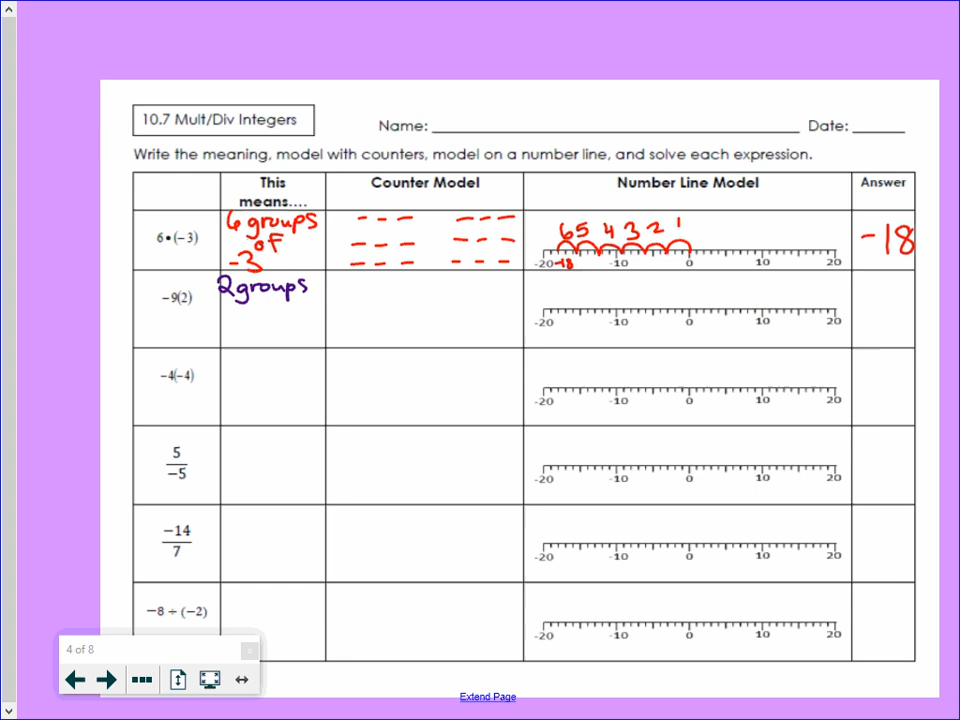 10.7 Mult/Div Integers
Name: Date:
Write the meaning, model with counters, model on a number line, and solve each expression.
This means.... Counter Model Number Line Model Answer
6•(−3)
6 groups
of
-3
6 5 4 3 2 1
-20 -18 -10 0 10 20
-18
−9(2)
2 groups
-20 -10 0 10 20
−4(−4)
-20 -10 0 10 20
5
−5
-20 -10 0 10 20
−14
7
-20 -10 0 10 20
−8 ÷ (−2)
-20 -10 0 10 20
4 of 8
Extend Page